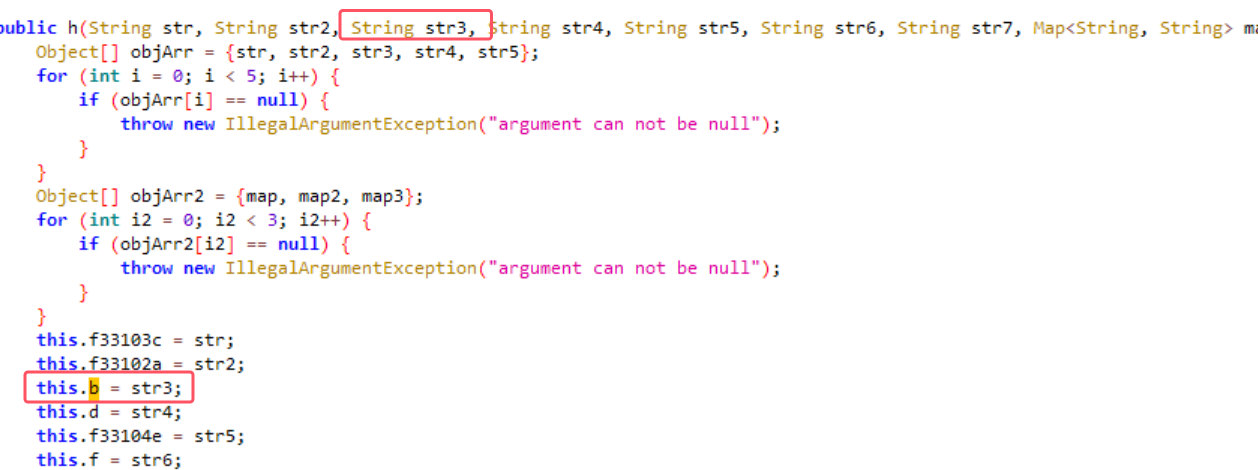 public h(String str, String str2, String str3, String str4, String str5, String str6, String str7, Map<String, String> ma
Object[] objArr = {str, str2, str3, str4, str5};
for (int i = 0; i < 5; i++) {
if (objArr[i] == null) {
throw new IllegalArgumentException("argument can not be null");
}
}
Object[] objArr2 = {map, map2, map3};
for (int i2 = 0; i2 < 3; i2++) {
if (objArr2[i2] == null) {
throw new IllegalArgumentException("argument can not be null");
}
}
this.f33103c = str;
this.f33102a = str2;
this.b = str3;
this.d = str4;
this.f33104e = str5;
this.f = str6;